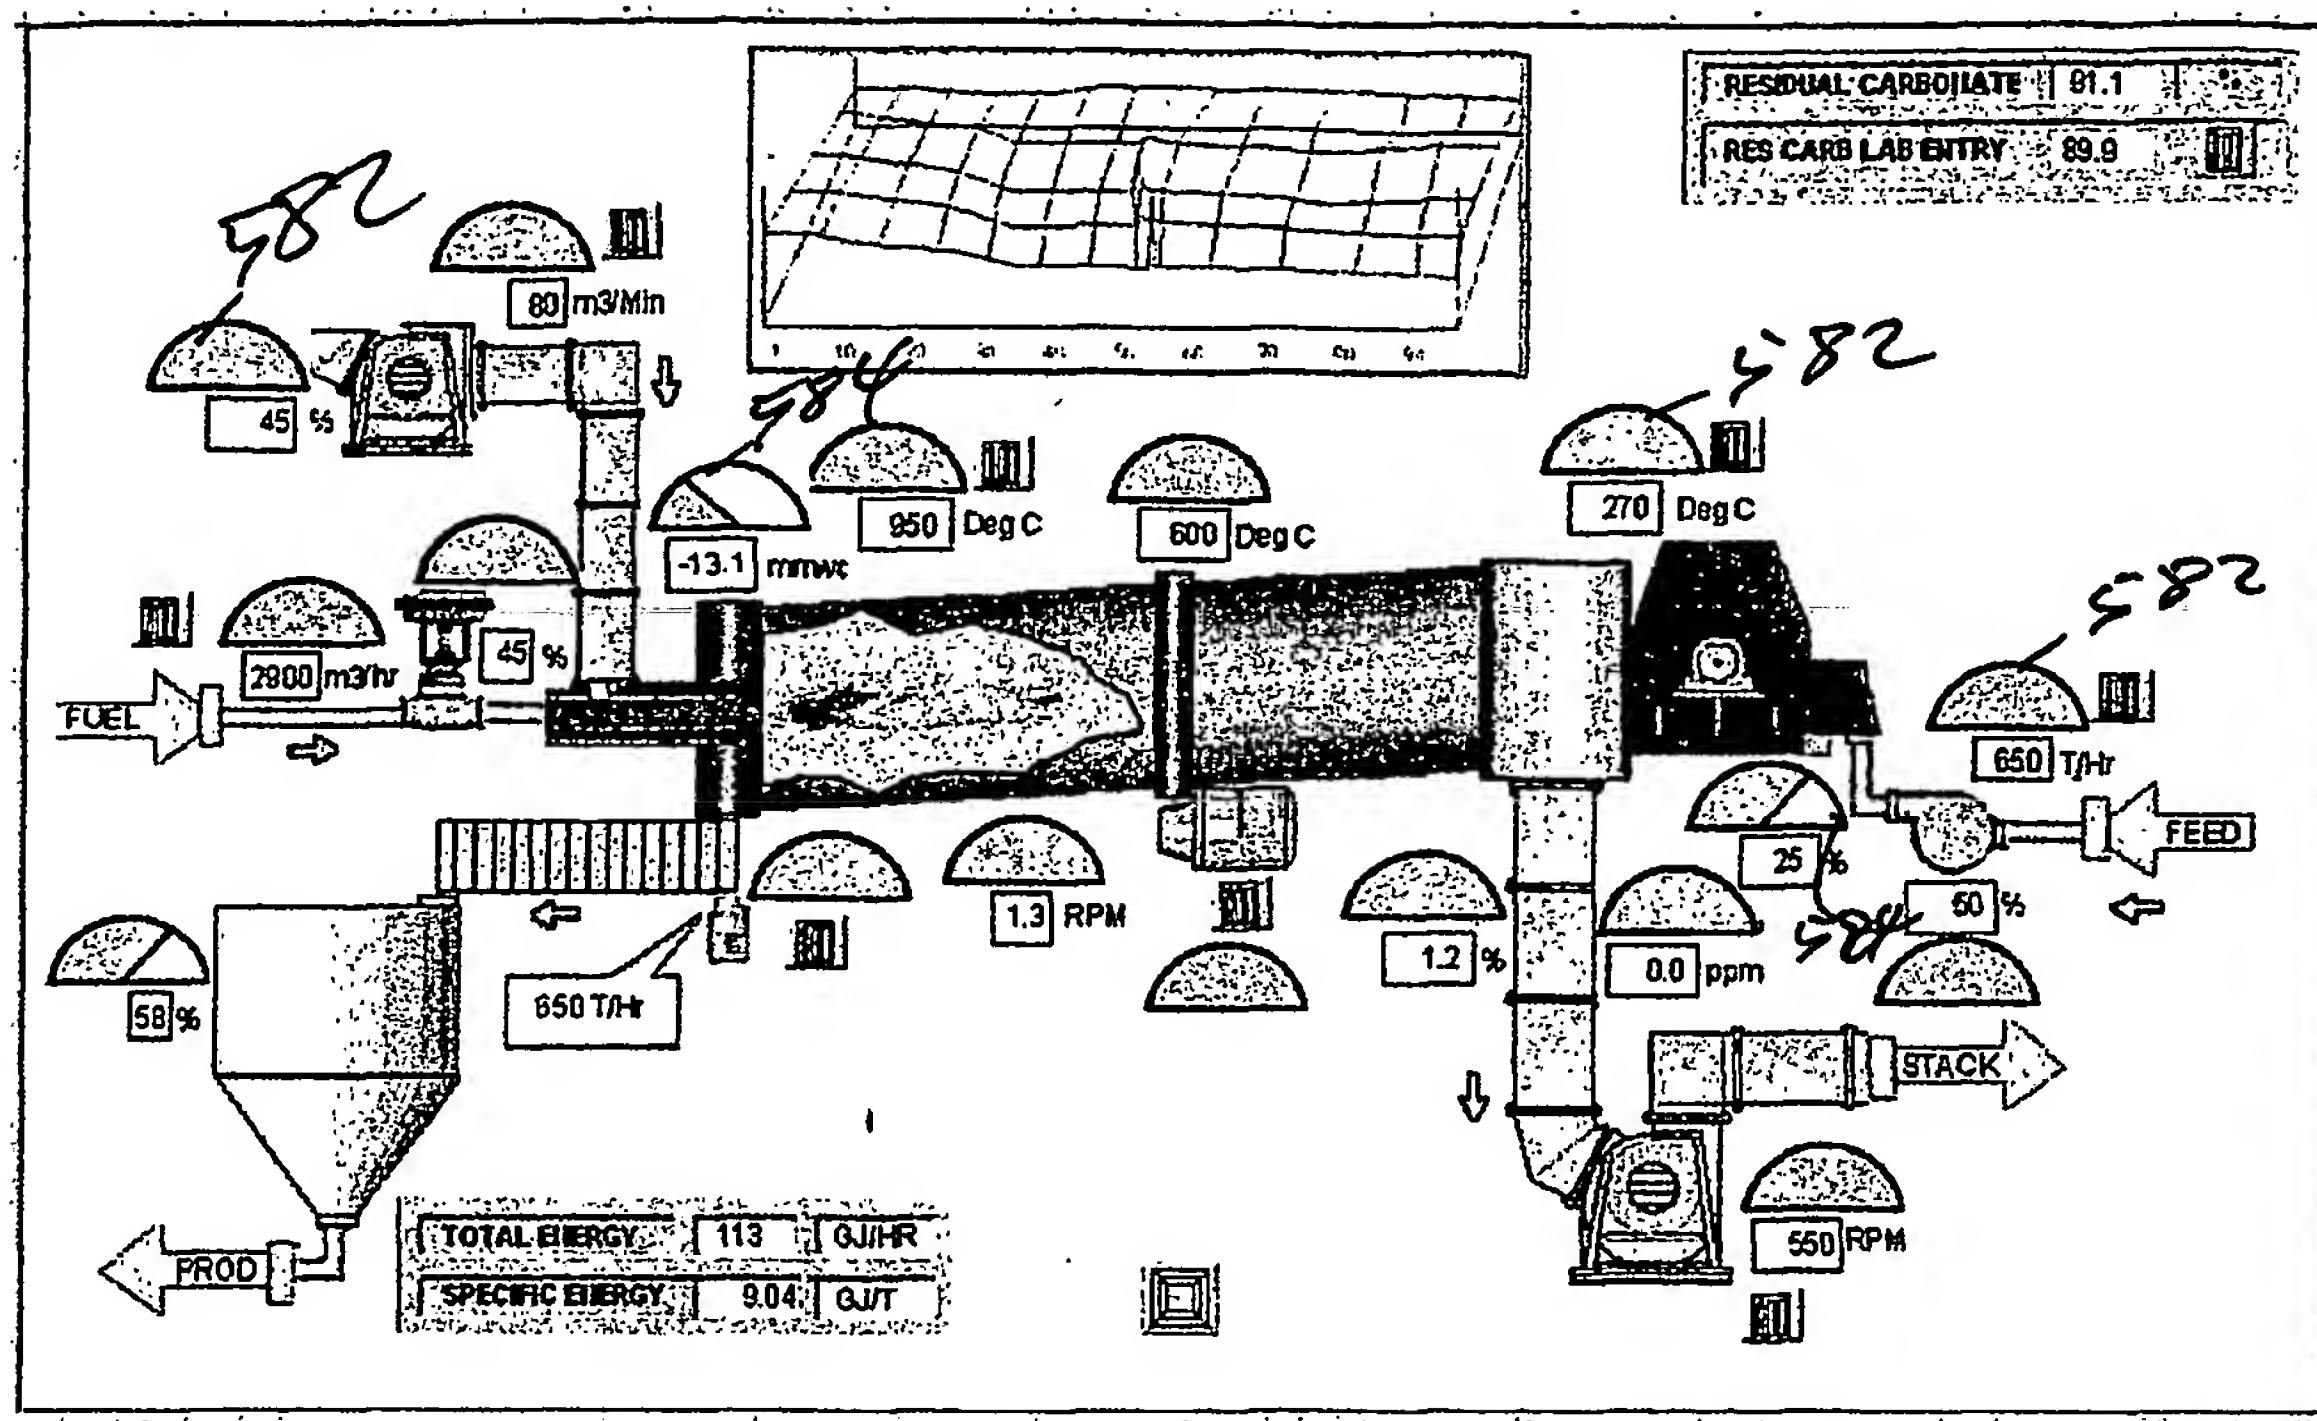 RESIDUAL CARBONATE 81.1
RES CARB LAB ENTRY 89.9
582
80 m3/Min
45 %
1 10
584
582
950 Deg C
600 Deg C
270 Deg C
-13.1 mmwc
582
2900 m3/hr
45 %
FUEL
650 T/Hr
FEED
25 %
1.3 RPM
50 %
584
1.2 %
0.0 ppm
58 %
650 T/Hr
STACK
TOTAL ENERGY 113 GJ/HR
550 RPM
PROD
SPECIFIC ENERGY 9.04 GJ/T